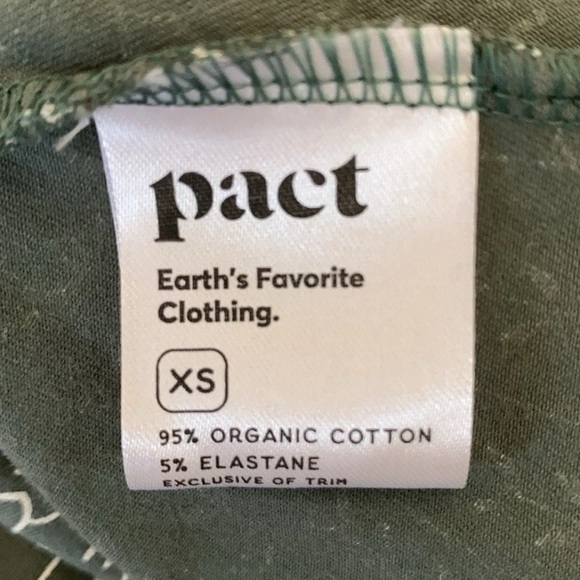 pact
Earth's Favorite
Clothing.
XS
95% ORGANIC COTTON
5% ELASTANE
EXCLUSIVE OF TRIM